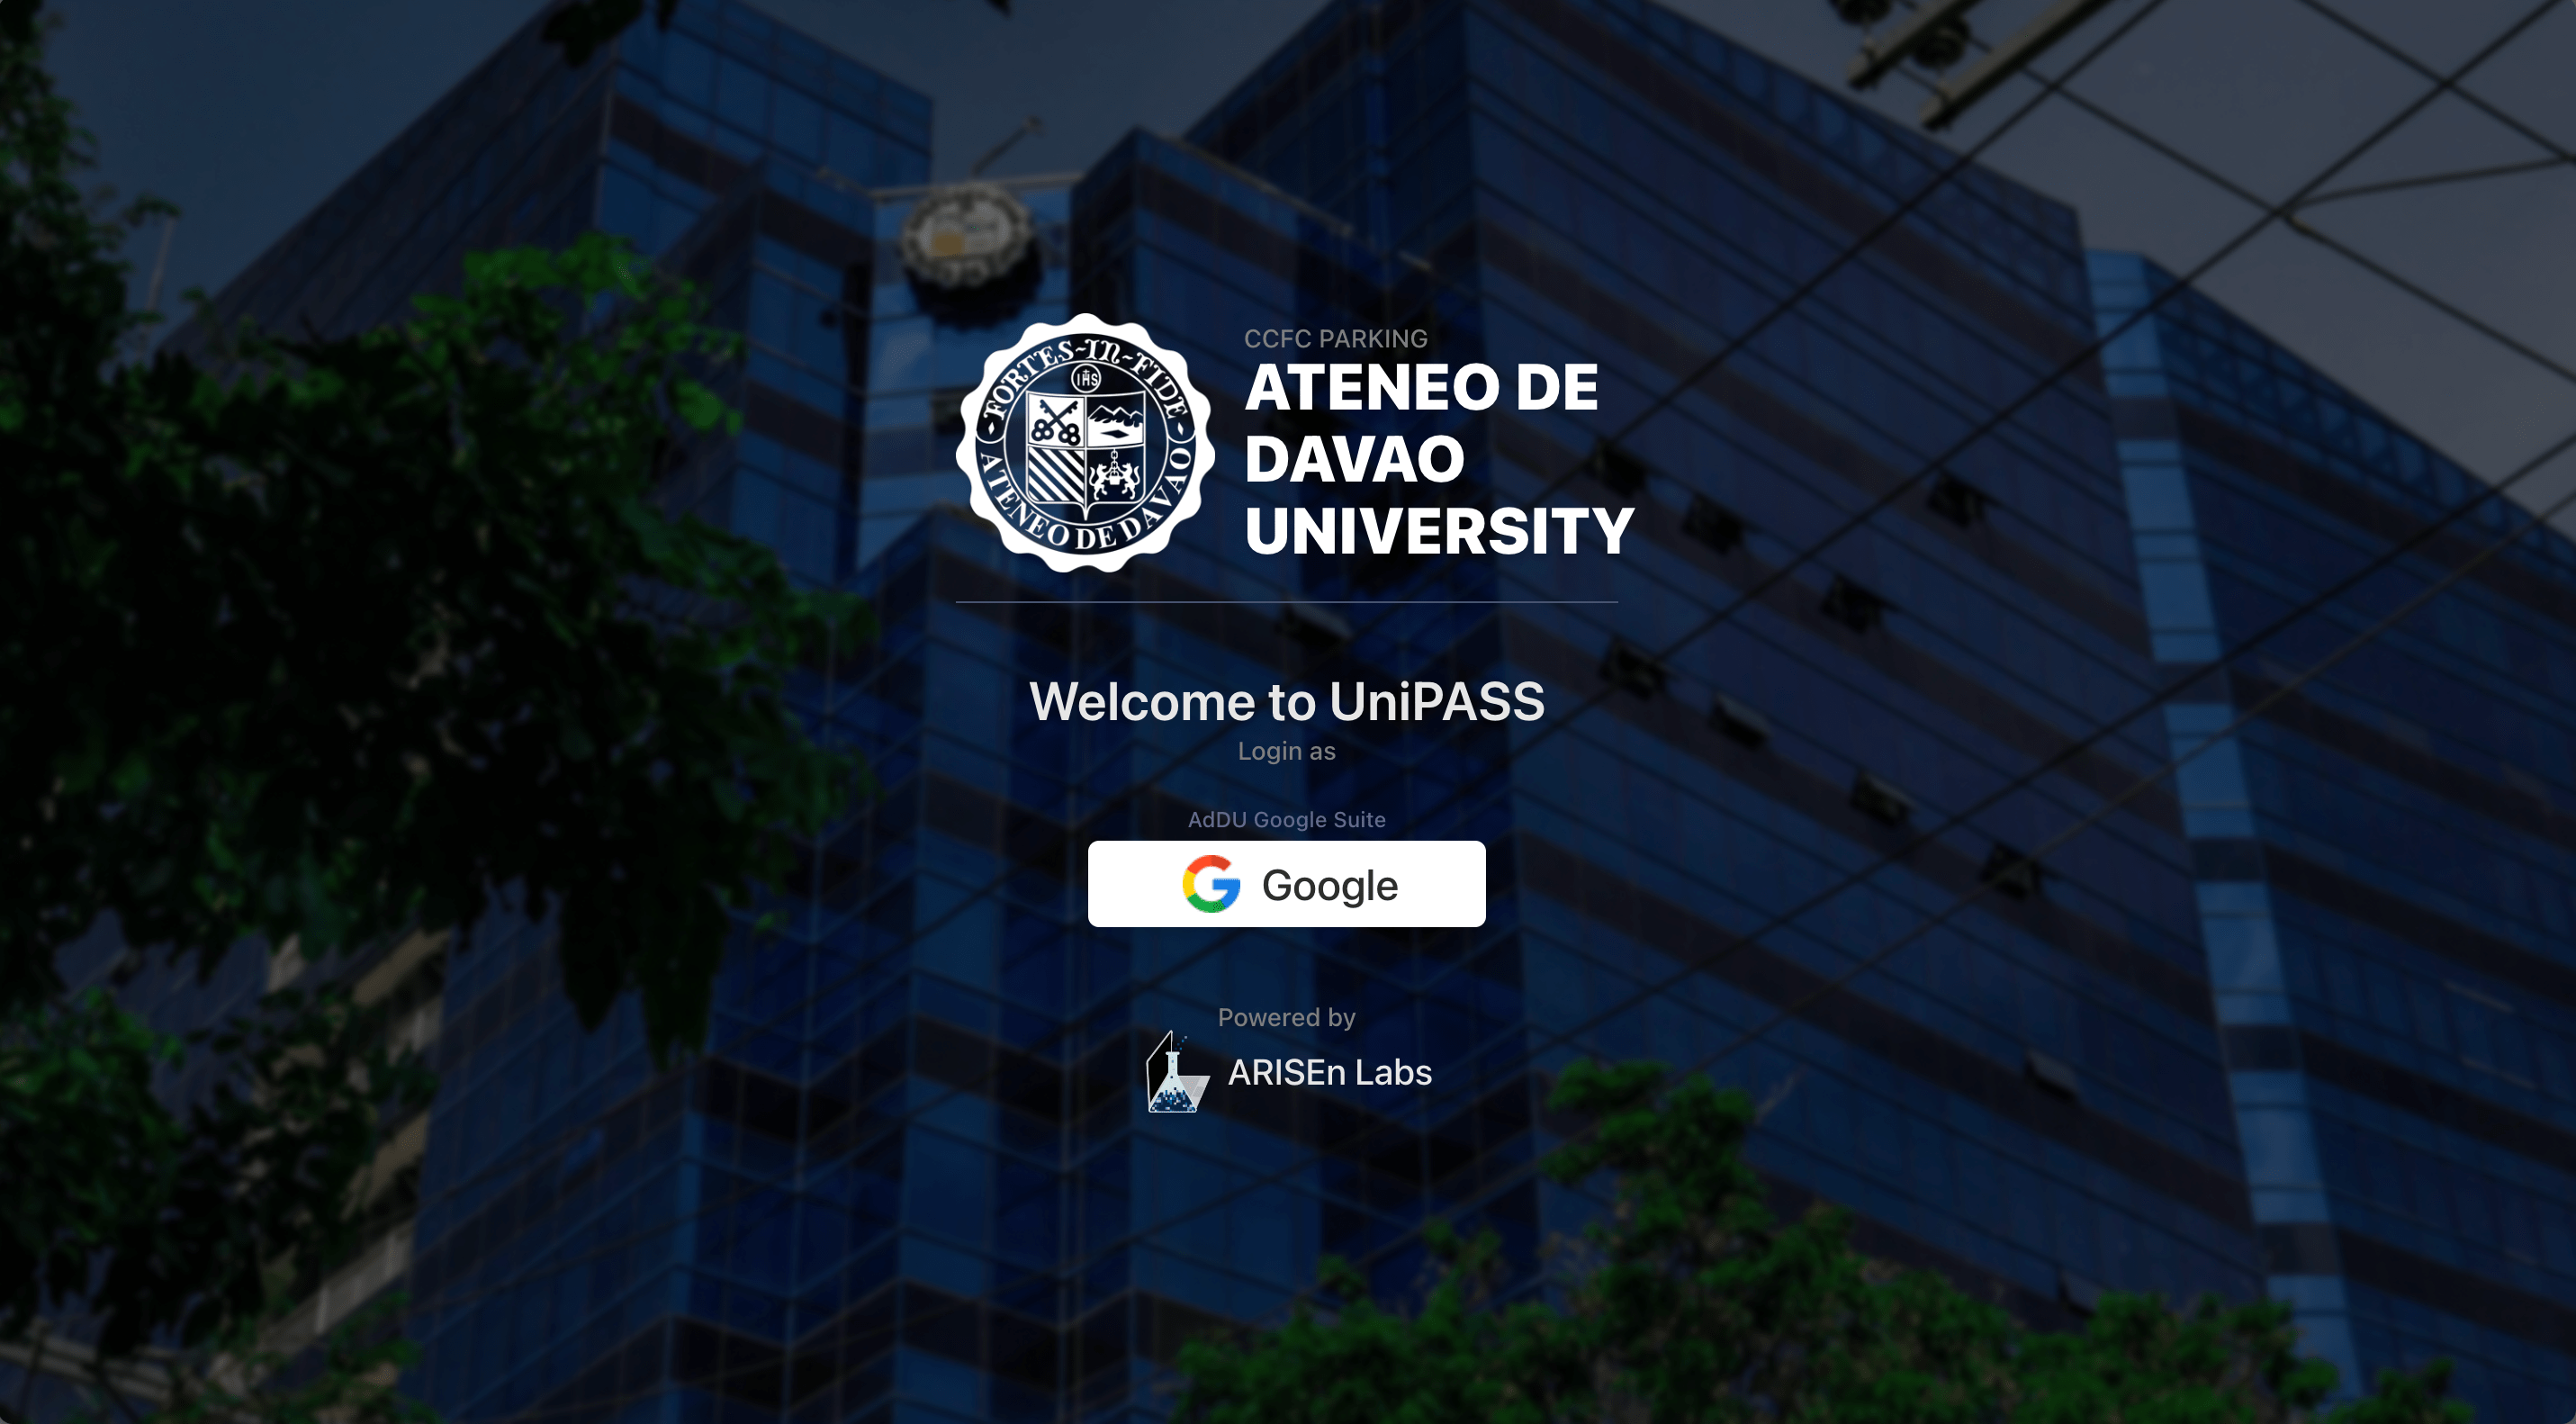 CCFC PARKING
ATENEO DE
DAVAO
UNIVERSITY
FORTES-IN-FIDE
IHS
ATENEO DE DAVAO
Welcome to UniPASS
Login as
AdDU Google Suite
Google
Powered by
ARISEn Labs